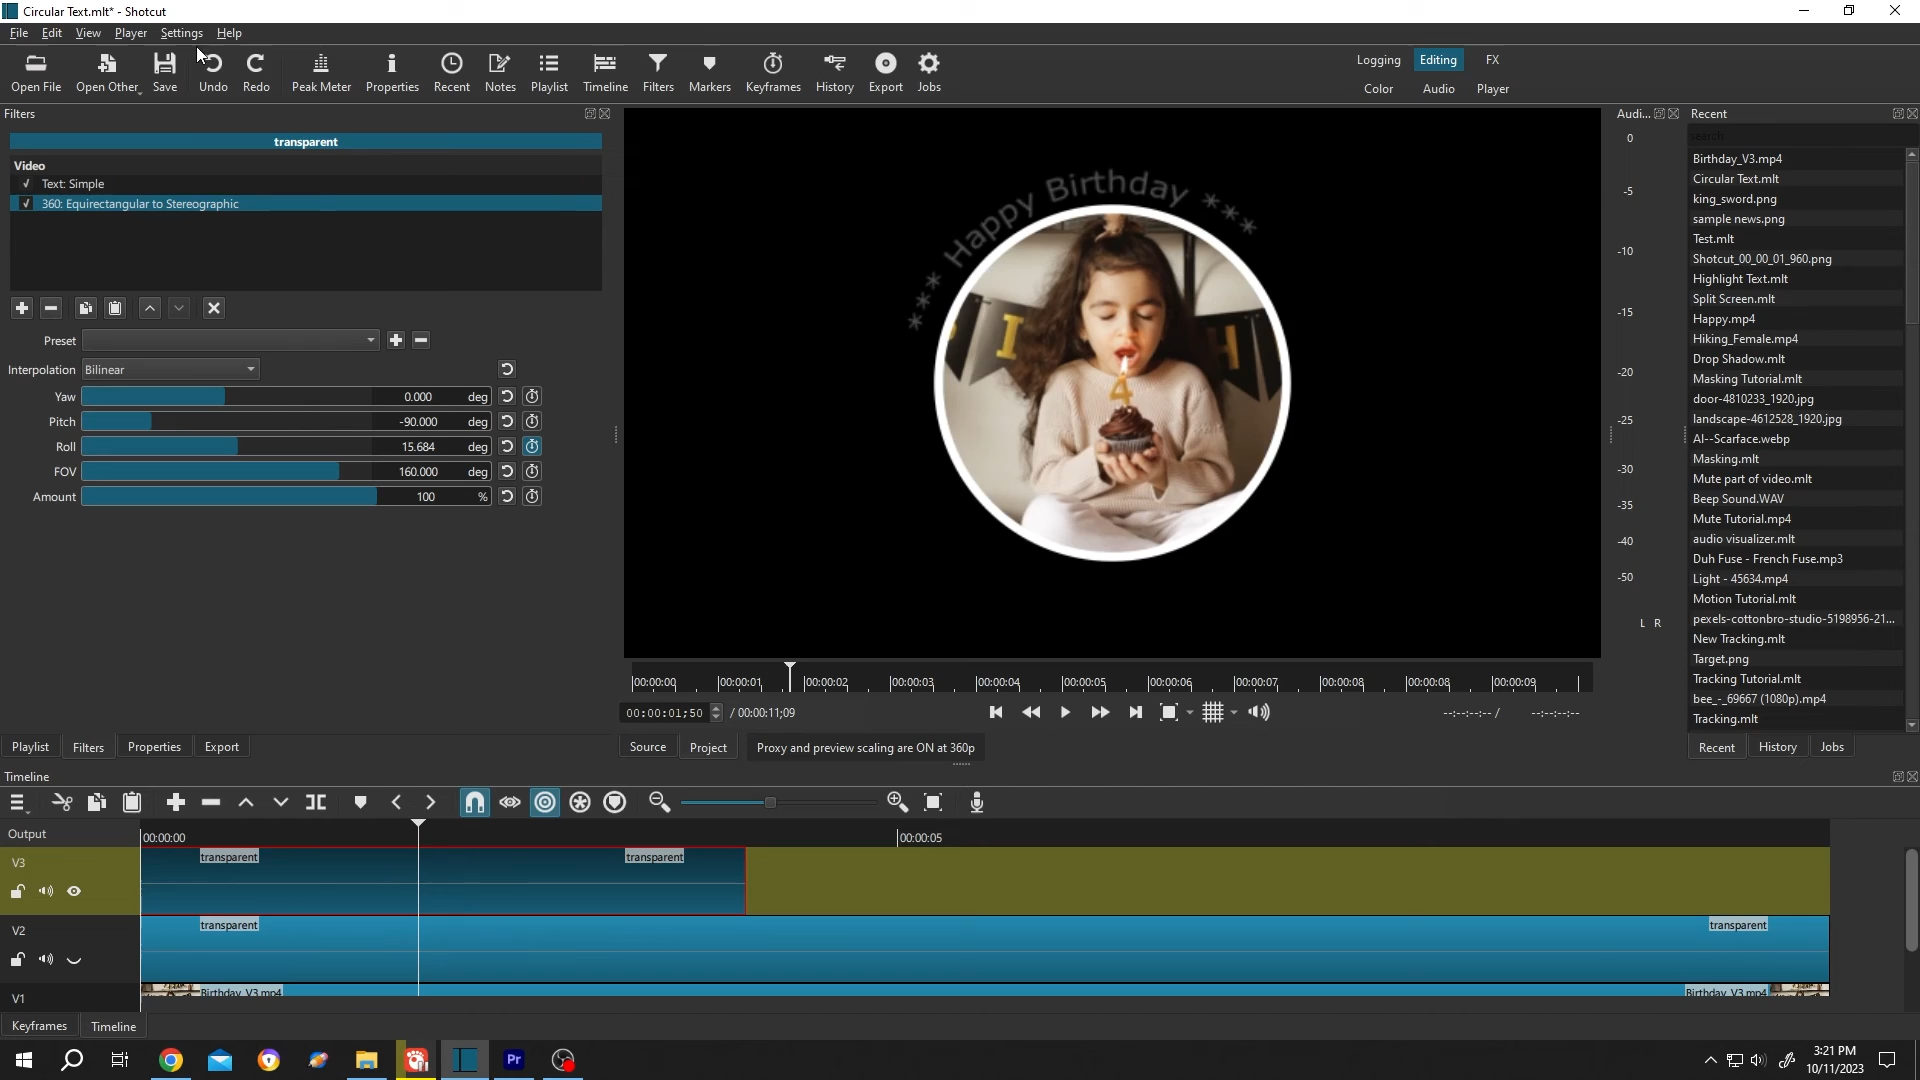 Circular Text.mlt* - Shotcut
File Edit View Player Settings Help
Open File Open Other Save Undo Redo Peak Meter Properties Recent Notes Playlist Timeline Filters Markers Keyframes History Export Jobs
Logging Editing FX
Color Audio Player
Filters
transparent
Video
Text: Simple
360: Equirectangular to Stereographic
Preset
Interpolation Bilinear
Yaw 0.000 deg
Pitch -90.000 deg
Roll 15.684 deg
FOV 160.000 deg
Amount 100 %
Playlist Filters Properties Export
*** Happy Birthday ***
4
00:00:00 00:00:01 00:00:02 00:00:03 00:00:04 00:00:05 00:00:06 00:00:07 00:00:08 00:00:08 00:00:09
00:00:01;50 / 00:00:11;09
--:--:--:-- / --:--:--:--
Source Project Proxy and preview scaling are ON at 360p
Audi...
0
-5
-10
-15
-20
-25
-30
-35
-40
-50
L R
Recent
search
Birthday_V3.mp4
Circular Text.mlt
king_sword.png
sample news.png
Test.mlt
Shotcut_00_00_01_960.png
Highlight Text.mlt
Split Screen.mlt
Happy.mp4
Hiking_Female.mp4
Drop Shadow.mlt
Masking Tutorial.mlt
door-4810233_1920.jpg
landscape-4612528_1920.jpg
AI--Scarface.webp
Masking.mlt
Mute part of video.mlt
Beep Sound.WAV
Mute Tutorial.mp4
audio visualizer.mlt
Duh Fuse - French Fuse.mp3
Light - 45634.mp4
Motion Tutorial.mlt
pexels-cottonbro-studio-5198956-21...
New Tracking.mlt
Target.png
Tracking Tutorial.mlt
bee_-_69667 (1080p).mp4
Tracking.mlt
Recent History Jobs
Timeline
Output
00:00:00 00:00:05
V3
transparent transparent
V2
transparent transparent
V1
Birthday_V3.mp4 Birthday_V3.mp4
Keyframes Timeline
Pr
3:21 PM
10/11/2023